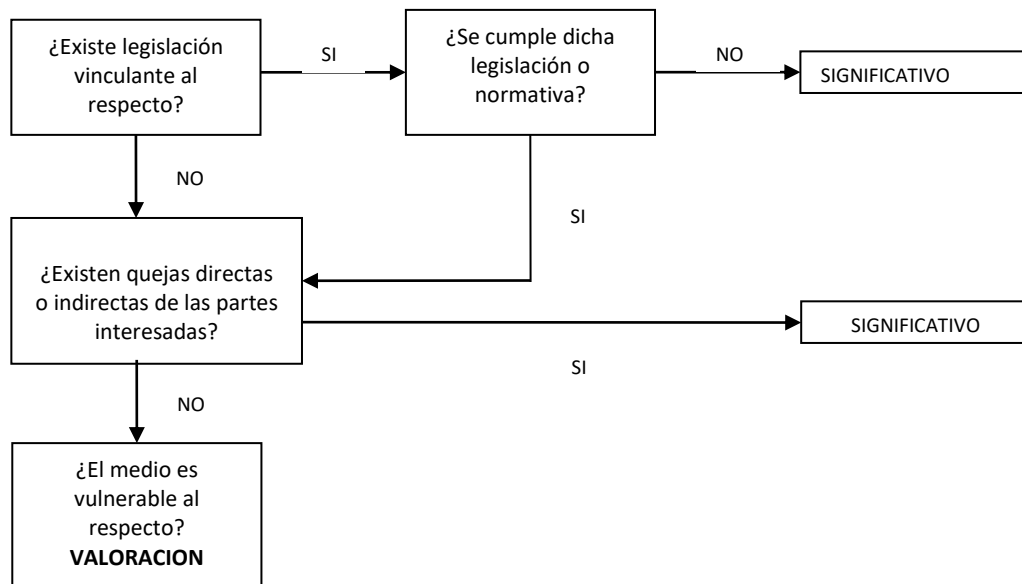 ¿Existe legislación
vinculante al
respecto?
SI
¿Se cumple dicha
legislación o
normativa?
NO
SIGNIFICATIVO
NO
SI
¿Existen quejas directas
o indirectas de las partes
interesadas?
SIGNIFICATIVO
SI
NO
¿El medio es
vulnerable al
respecto?
VALORACION